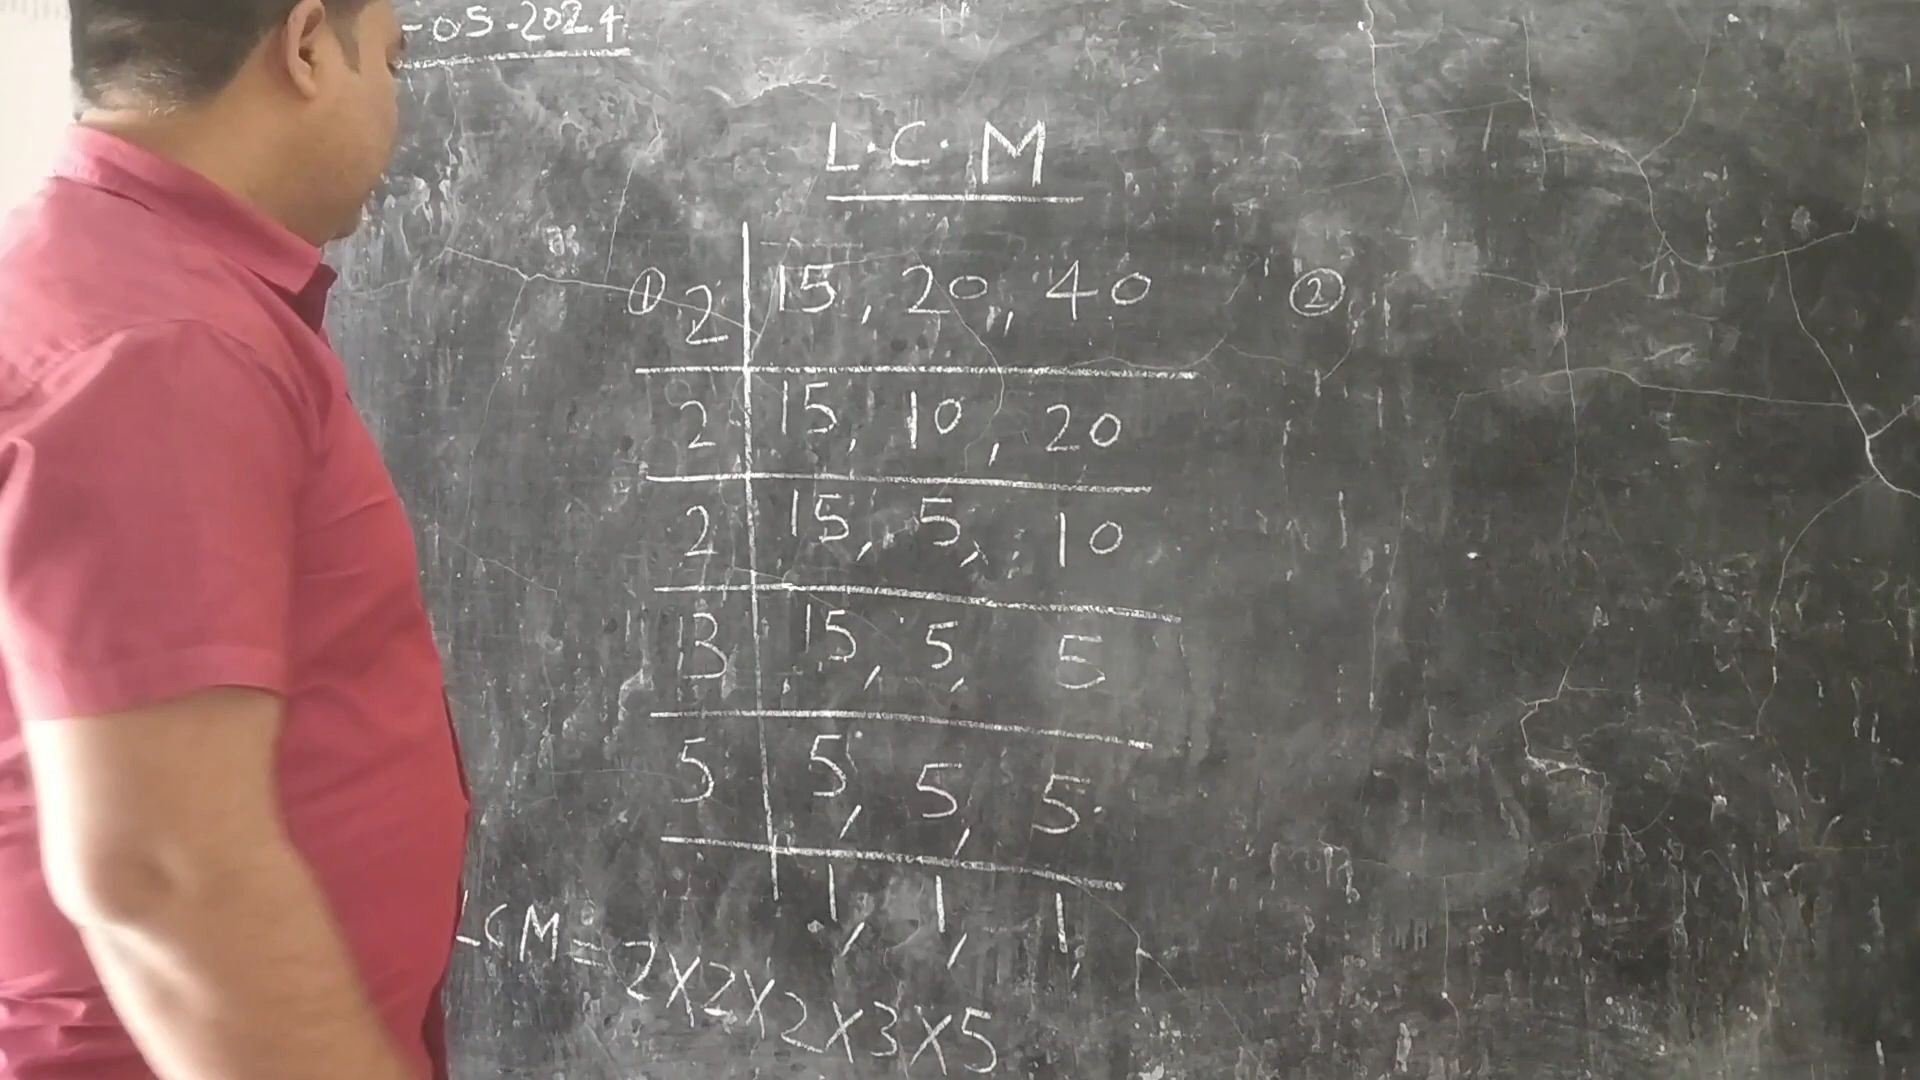 -05-2024
L.C.M
① 2 15, 20, 40 ②
2 15, 10, 20
2 15, 5, 10
3 15, 5, 5
5 5, 5, 5
1, 1, 1,
LCM = 2X2X2X3X5